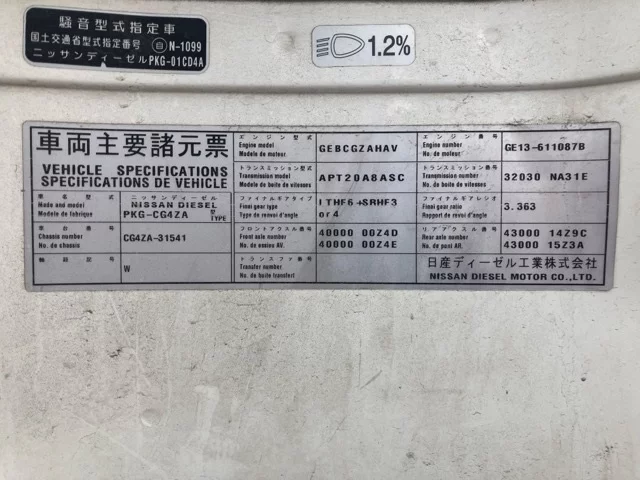 騒音型式指定車
国土交通省型式指定番号 自 N-1099
ニッサンディーゼル PKG-01CD4A
1.2%
車両主要諸元票
VEHICLE SPECIFICATIONS
SPECIFICATIONS DE VEHICLE
車名型式
Mode and model
Modele de fabrique
ニッサンディーゼル
NISSAN DIESEL
PKG-CG4ZA 型 TYPE
車台番号
Chassis number
No. de chassis
CG4ZA-31541
W
エンジン型式
Engine model
Modele de moteur
GEBCGZAHAV
トランスミッション型式
Transmission model
Modele de boite de vitesses
APT20A8ASC
ファイナルギアタイプ
Final gear type
Type de renvoi d'angle
1THF6+SRHF3
or 4
フロントアクスル番号
Front axle number
No. de essieu AV.
40000 00Z4D
40000 00Z4E
トランスファ番号
Transfer number
No. de boite transferf
エンジン番号
Engine number
No. de moteur
GE13-611087B
トランスミッション番号
Transmission number
No. de boite de vitesses
32030 NA31E
ファイナルギアレシオ
Final gear ratio
Rapport de renvoi d'angle
3.363
リアアクスル番号
Rear axle number
No. de pont AR.
43000 14Z9C
43000 15Z3A
日産ディーゼル工業株式会社
NISSAN DIESEL MOTOR CO.,LTD.